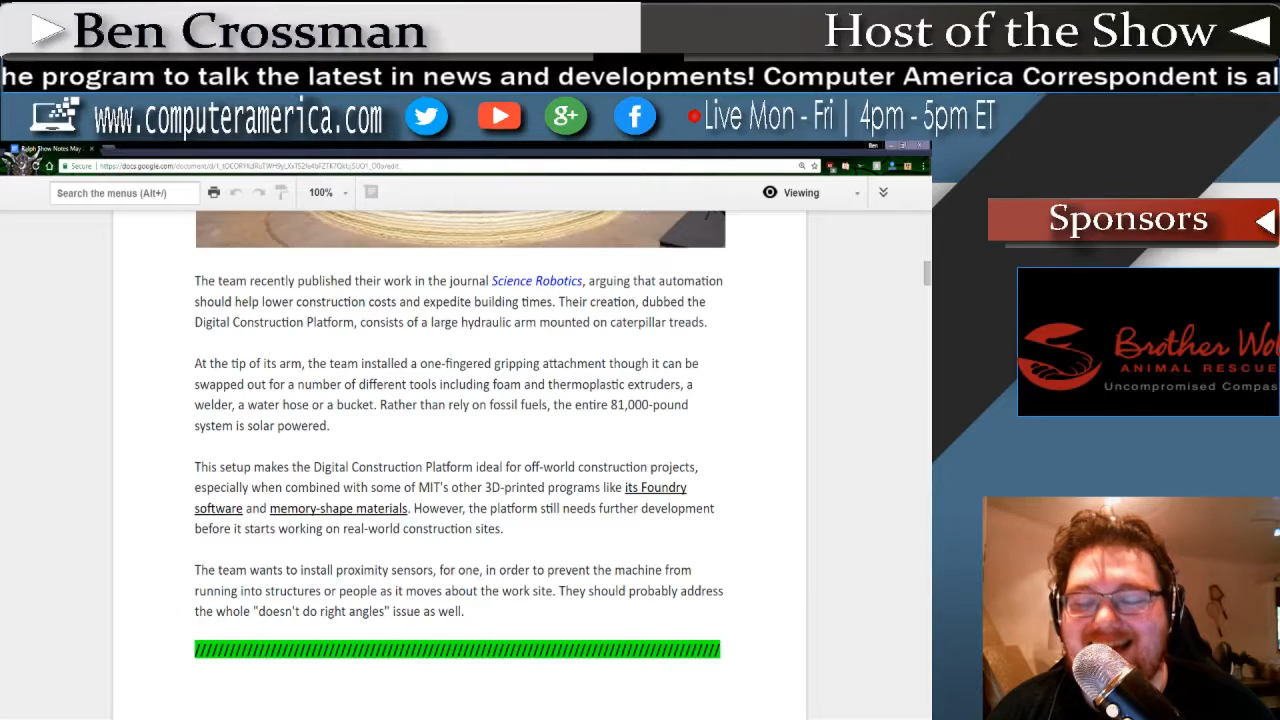 Ben Crossman
Host of the Show
he program to talk the latest in news and developments! Computer America Correspondent is al
www.computeramerica.com
Live Mon - Fri | 4pm - 5pm ET
Ralph Show Notes May
Ben
Secure
Search the menus (Alt+/)
100%
Viewing
Sponsors
The team recently published their work in the journal Science Robotics, arguing that automation
should help lower construction costs and expedite building times. Their creation, dubbed the
Digital Construction Platform, consists of a large hydraulic arm mounted on caterpillar treads.
At the tip of its arm, the team installed a one-fingered gripping attachment though it can be
swapped out for a number of different tools including foam and thermoplastic extruders, a
welder, a water hose or a bucket. Rather than rely on fossil fuels, the entire 81,000-pound
system is solar powered.
This setup makes the Digital Construction Platform ideal for off-world construction projects,
especially when combined with some of MIT's other 3D-printed programs like its Foundry
software and memory-shape materials. However, the platform still needs further development
before it starts working on real-world construction sites.
The team wants to install proximity sensors, for one, in order to prevent the machine from
running into structures or people as it moves about the work site. They should probably address
the whole "doesn't do right angles" issue as well.
Brother Wol
ANIMAL RESCUE
Uncompromised Compas